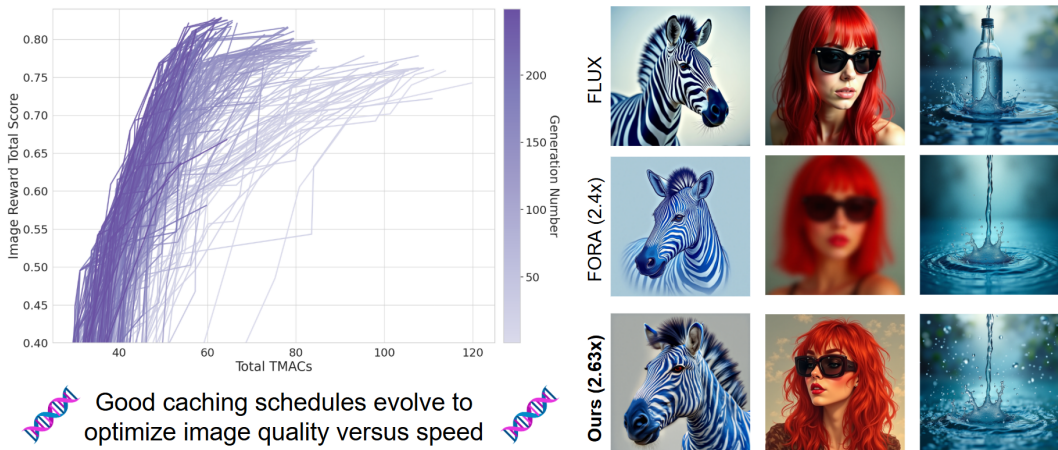 Image Reward Total Score
0.80
0.75
0.70
0.65
0.60
0.55
0.50
0.45
0.40
40
60
80
100
120
Total TMACs
200
150
100
50
Generation Number
Good caching schedules evolve to
optimize image quality versus speed
FLUX
FORA (2.4x)
Ours (2.63x)